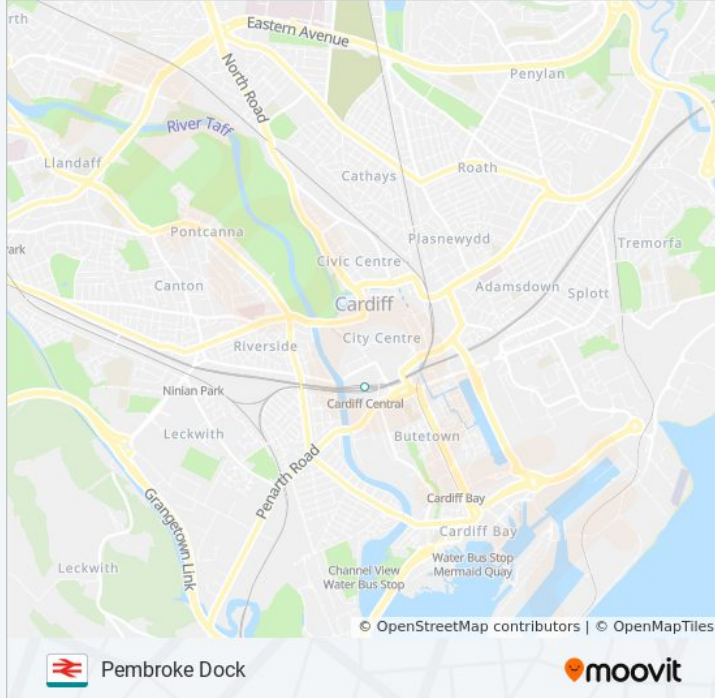 rth
Eastern Avenue
North Road
Penylan
River Taff
Llandaff
Cathays
Roath
Pontcanna
Plasnewydd
Tremorfa
ark
Civic Centre
Canton
Adamsdown
Splott
Cardiff
City Centre
Riverside
Ninian Park
Cardiff Central
Leckwith
Butetown
Penarth Road
Grangetown Link
Cardiff Bay
Cardiff Bay
Leckwith
Channel View
Water Bus Stop
Water Bus Stop
Mermaid Quay
© OpenStreetMap contributors | © OpenMapTiles
Pembroke Dock
moovit